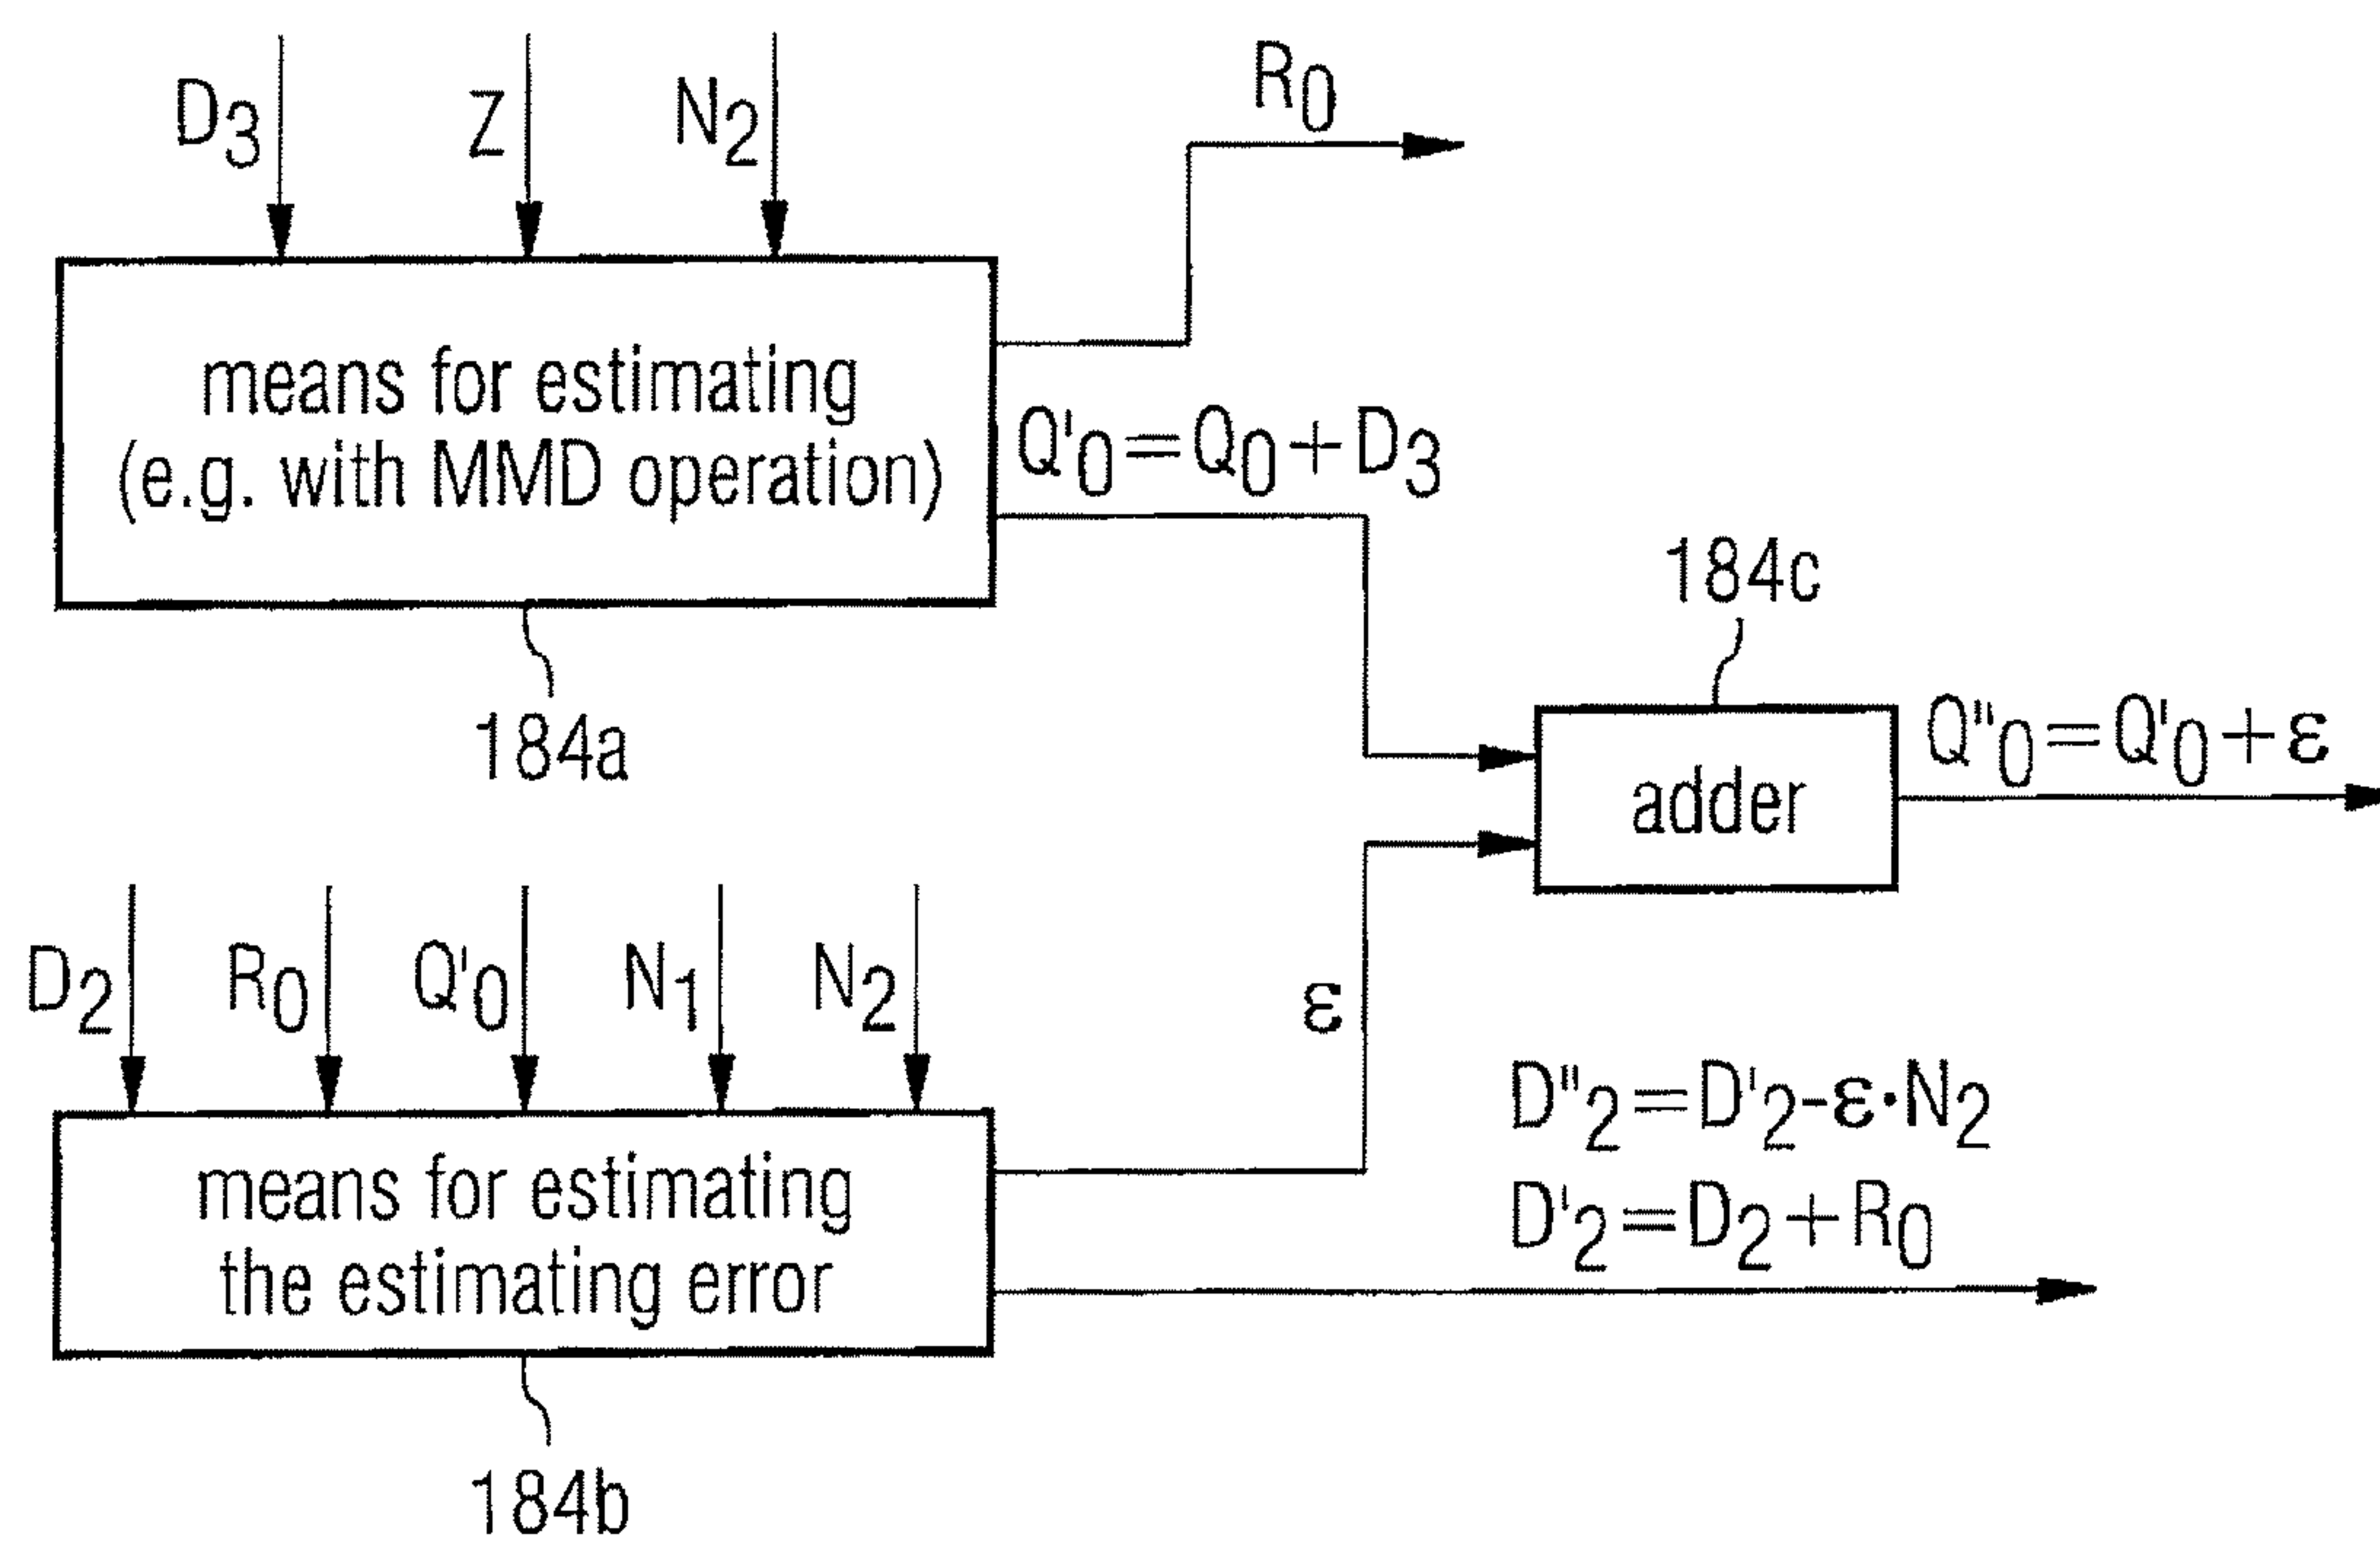 D3 Z N2 R0
means for estimating
(e.g. with MMD operation)
Q'0=Q0+D3
184a
184c
adder
Q"0=Q'0+ε
D2 R0 Q'0 N1 N2
ε
means for estimating
the estimating error
D"2=D'2-ε·N2
D'2=D2+R0
184b